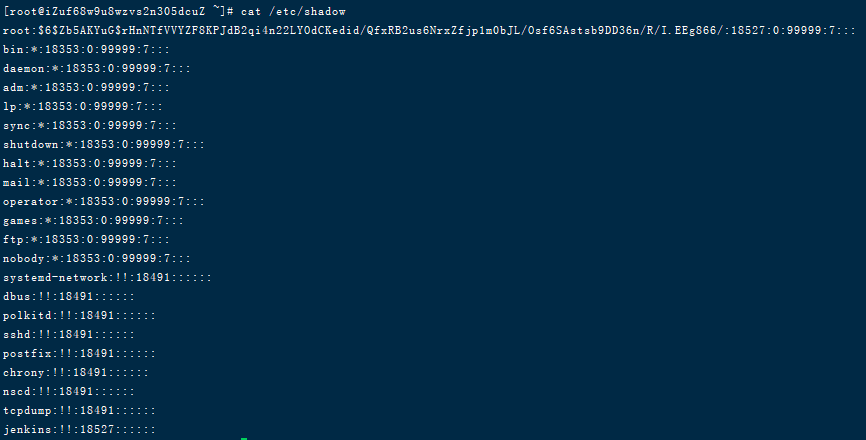 [root@iZuf68w9u8wzvs2n305dcuZ ~]# cat /etc/shadow
root:$6$Zb5AKYuG$rHnNTfVVYZF8KPJdB2qi4n22LYOdCKedid/QfxRB2us6NrxZfjp1m0bJL/Osf6SAstsb9DD36n/R/I.EEg866/:18527:0:99999:7:::
bin:*:18353:0:99999:7:::
daemon:*:18353:0:99999:7:::
adm:*:18353:0:99999:7:::
lp:*:18353:0:99999:7:::
sync:*:18353:0:99999:7:::
shutdown:*:18353:0:99999:7:::
halt:*:18353:0:99999:7:::
mail:*:18353:0:99999:7:::
operator:*:18353:0:99999:7:::
games:*:18353:0:99999:7:::
ftp:*:18353:0:99999:7:::
nobody:*:18353:0:99999:7:::
systemd-network:!!:18491::::::
dbus:!!:18491::::::
polkitd:!!:18491::::::
sshd:!!:18491::::::
postfix:!!:18491::::::
chrony:!!:18491::::::
nscd:!!:18491::::::
tcpdump:!!:18491::::::
jenkins:!!:18527::::::